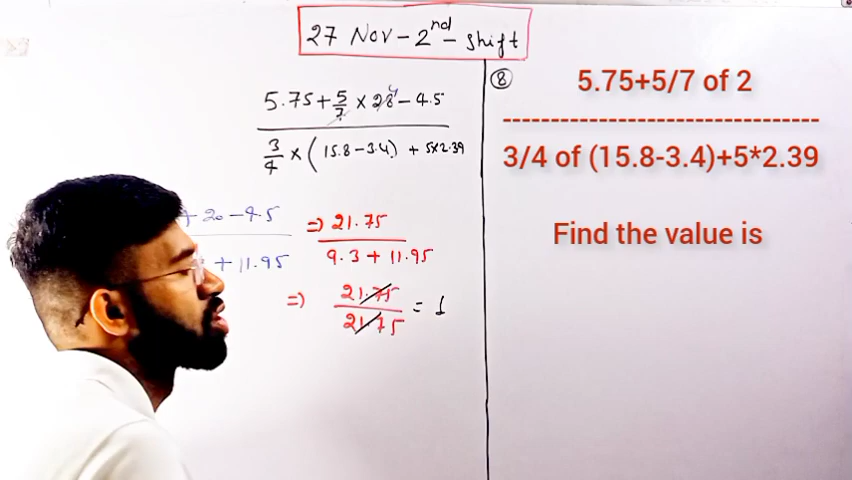 27 Nov - 2nd - shift
5.75 + 5/7 × 28 4 - 4.5
3/4 × ( 15.8 - 3.4) + 5×2.39
+ 20 - 4.5
+ 11.95
=> 21.75
9.3 + 11.95
=> 21.75
21.75
= 1
8
5.75+5/7 of 2
----------------------------------
3/4 of (15.8-3.4)+5*2.39
Find the value is